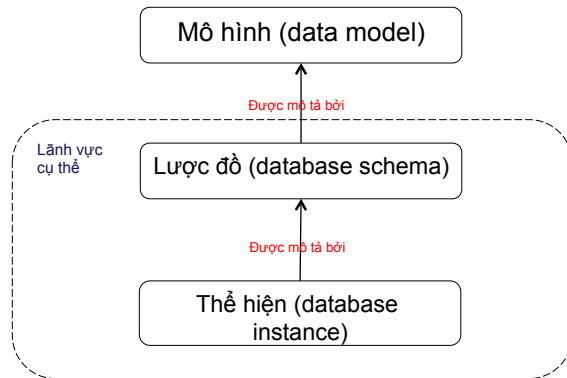 Mô hình (data model)
Được mô tả bởi
Lãnh vực
cụ thể
Lược đồ (database schema)
Được mô tả bởi
Thể hiện (database
instance)